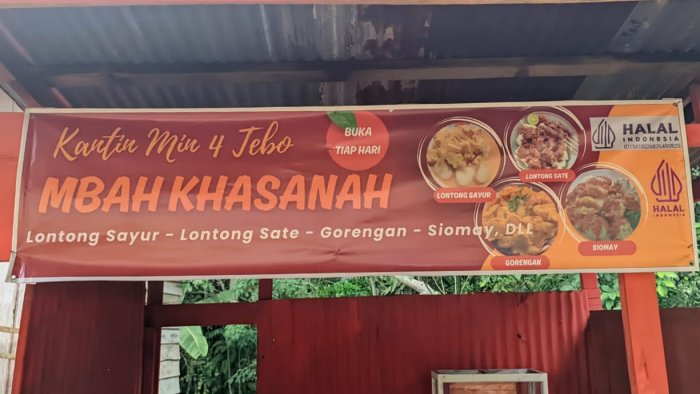 Kantin Min 4 Tebo
MBAH KHASANAH
Lontong Sayur - Lontong Sate - Gorengan - Siomay, DLL
BUKA
TIAP HARI
LONTONG SAYUR
LONTONG SATE
GORENGAN
SIOMAY
HALAL
INDONESIA
ID15410026826490825
HALAL
INDONESIA